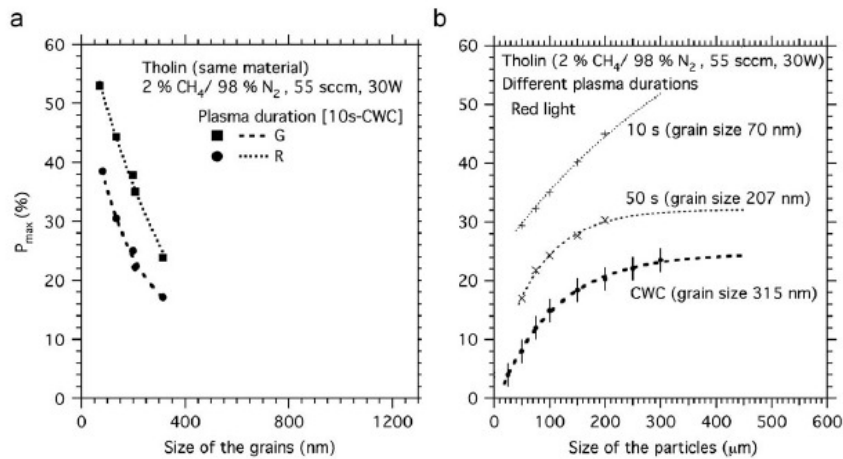 a
60
50
40
30
20
10
0
P_max (%)
Tholin (same material)
2 % CH₄/ 98 % N₂ , 55 sccm, 30W
Plasma duration [10s-CWC]
G
R
0 400 800 1200
Size of the grains (nm)
b
60
50
40
30
20
10
0
Tholin (2 % CH₄/ 98 % N₂ , 55 sccm, 30W)
Different plasma durations
Red light
10 s (grain size 70 nm)
50 s (grain size 207 nm)
CWC (grain size 315 nm)
0 100 200 300 400 500 600
Size of the particles (μm)